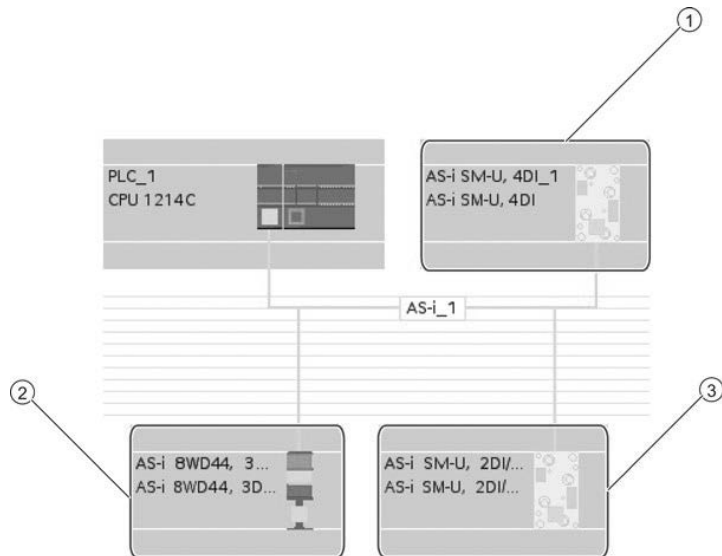 1
PLC_1
CPU 1214C
AS-i SM-U, 4DI_1
AS-i SM-U, 4DI
AS-i_1
2
3
AS-i 8WD44, 3...
AS-i 8WD44, 3D...
AS-i SM-U, 2DI/...
AS-i SM-U, 2DI/...